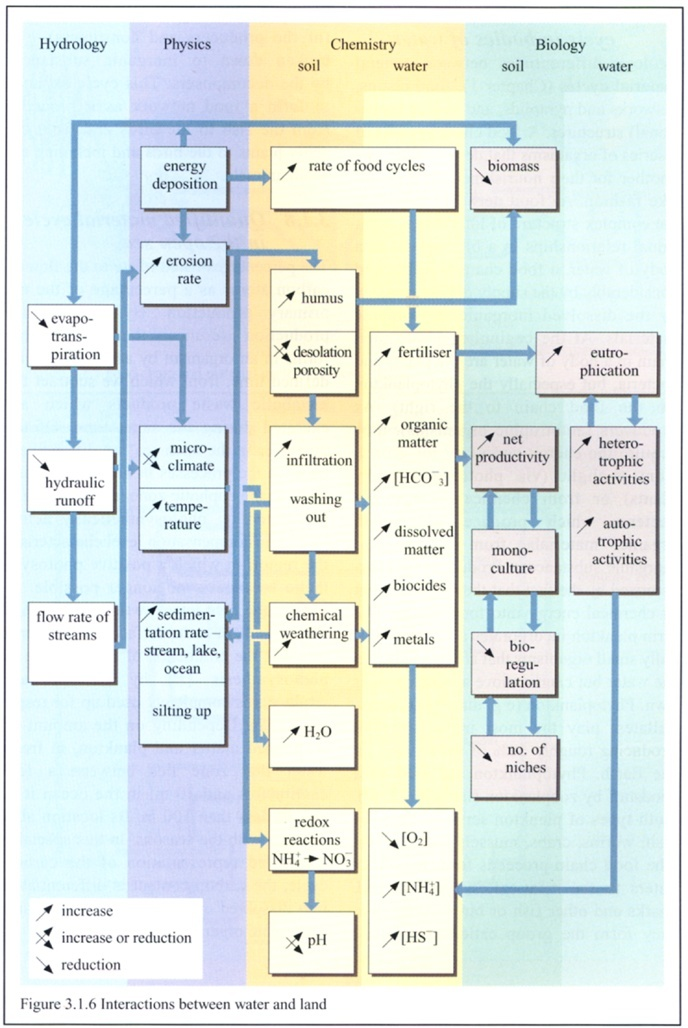 Hydrology
Physics
Chemistry
soil
water
Biology
soil
water
energy
deposition
rate of food cycles
biomass
erosion
rate
humus
desolation
porosity
evapo-
trans-
piration
fertiliser
organic
matter
[HCO⁻₃]
dissolved
matter
biocides
metals
eutro-
phication
micro-
climate
tempe-
rature
infiltration
washing
out
net
productivity
hetero-
trophic
activities
auto-
trophic
activities
hydraulic
runoff
mono-
culture
flow rate of
streams
sedimen-
tation rate –
stream, lake,
ocean
silting up
chemical
weathering
bio-
regu-
lation
H₂O
no. of
niches
redox
reactions
NH₄⁺ → NO₃⁻
[O₂]
[NH₄⁺]
[HS⁻]
pH
increase
increase or reduction
reduction
Figure 3.1.6 Interactions between water and land